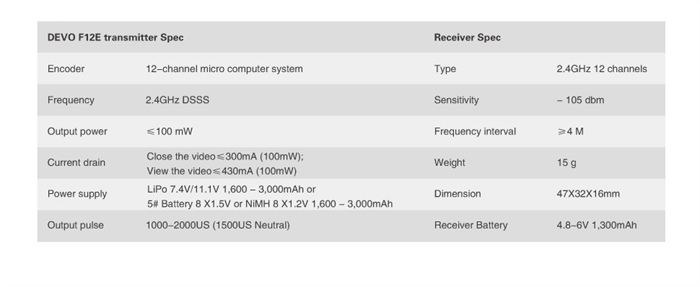 DEVO F12E transmitter Spec Receiver Spec
Encoder 12–channel micro computer system Type 2.4GHz 12 channels
Frequency 2.4GHz DSSS Sensitivity – 105 dbm
Output power ⩽100 mW Frequency interval ⩾4 M
Current drain Close the video⩽300mA (100mW); Weight 15 g
View the video⩽430mA (100mW)
Power supply LiPo 7.4V/11.1V 1,600 – 3,000mAh or Dimension 47X32X16mm
5# Battery 8 X1.5V or NiMH 8 X1.2V 1,600 – 3,000mAh
Output pulse 1000–2000US (1500US Neutral) Receiver Battery 4.8–6V 1,300mAh